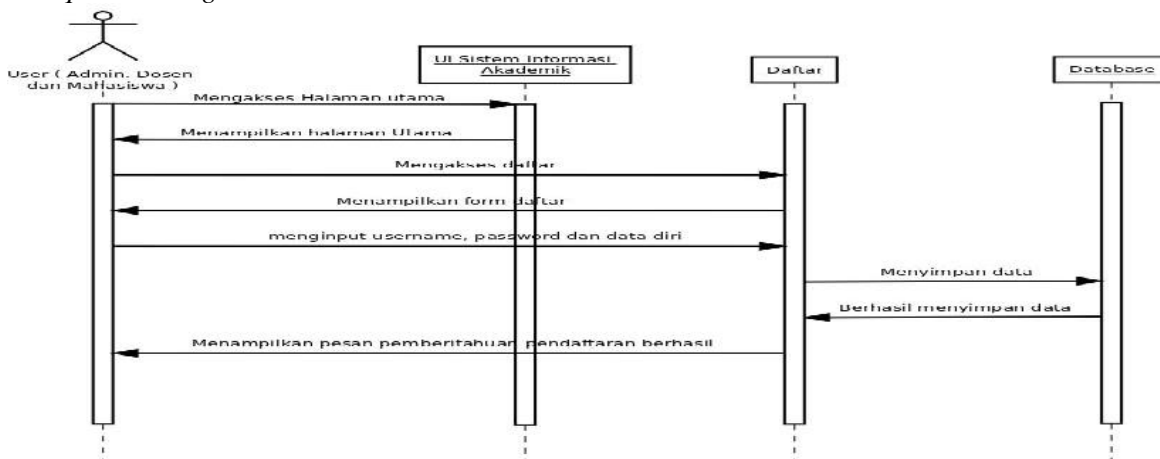 User ( Admin, Dosen
dan Mahasiswa )
UI Sistem Informasi
Akademik
Daftar
Database
Mengakses Halaman utama
Menampilkan halaman Utama
Mengakses daftar
Menampilkan form daftar
menginput username, password dan data diri
Menyimpan data
Berhasil menyimpan data
Menampilkan pesan pemberitahuan pendaftaran berhasil